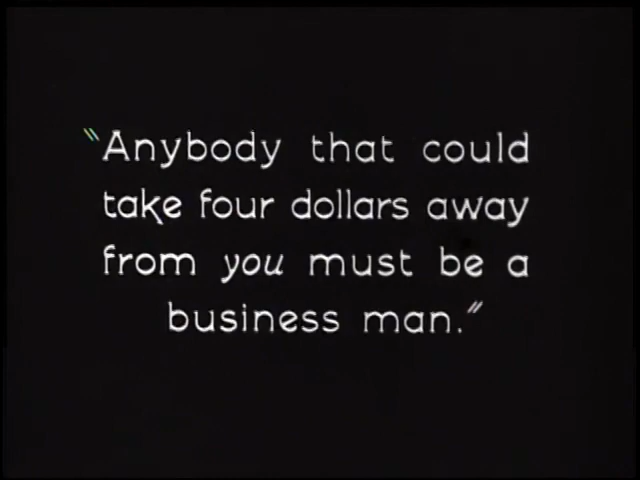 "Anybody that could
take four dollars away
from you must be a
business man."